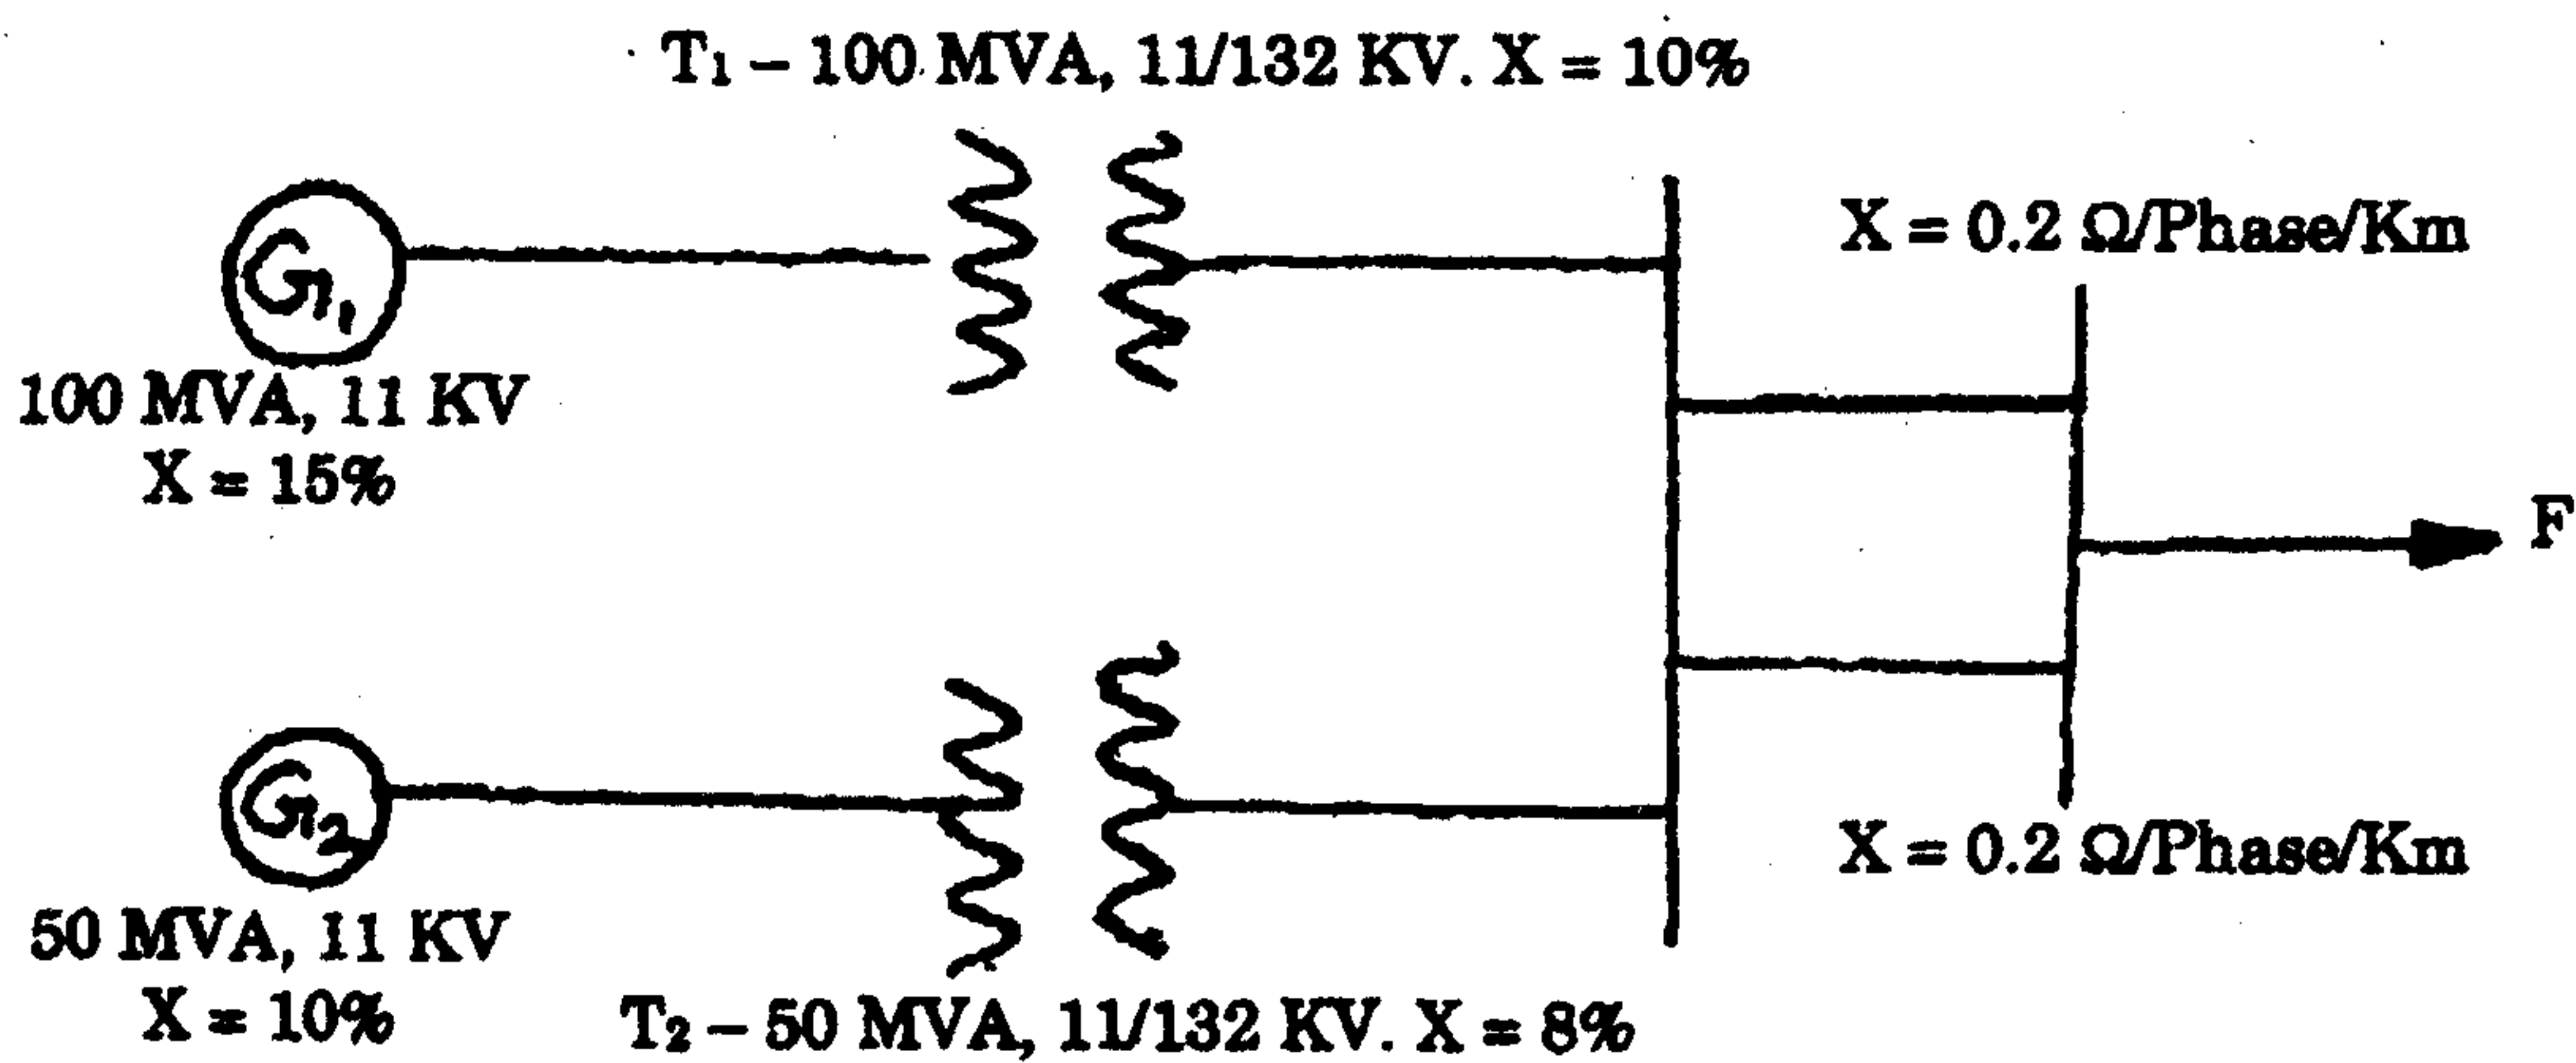 T₁ – 100 MVA, 11/132 KV. X = 10%
X = 0.2 Ω/Phase/Km
G₁
100 MVA, 11 KV
X = 15%
F
G₂
50 MVA, 11 KV
X = 10%
X = 0.2 Ω/Phase/Km
T₂ – 50 MVA, 11/132 KV. X = 8%